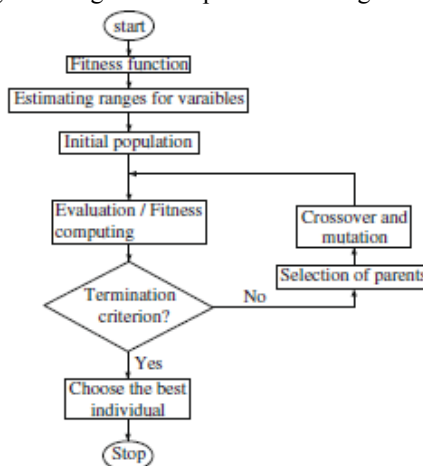 start
Fitness function
Estimating ranges for varaibles
Initial population
Evaluation / Fitness
computing
Crossover and
mutation
Selection of parents
Termination
criterion?
No
Yes
Choose the best
individual
Stop